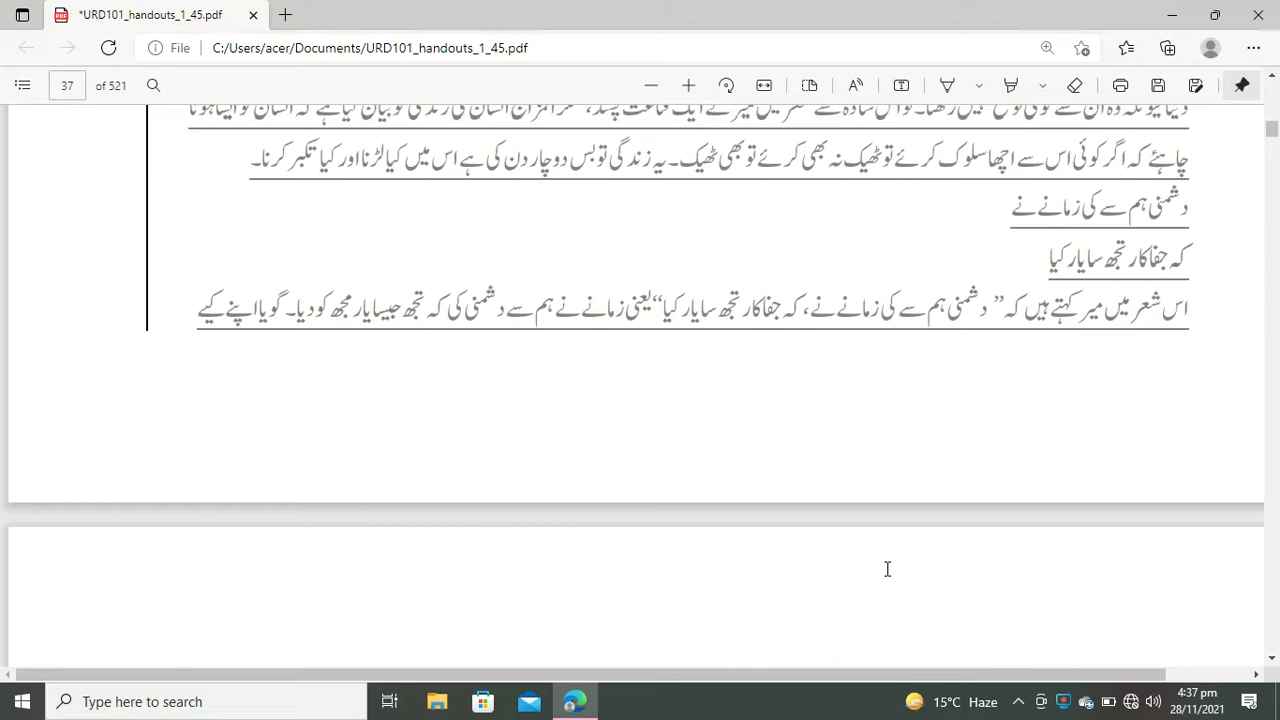 *URD101_handouts_1_45.pdf
File C:/Users/acer/Documents/URD101_handouts_1_45.pdf
37 of 521
چاہئے کہ اگر کوئی اس سے اچھا سلوک کرئے تو ٹھیک نہ بھی کرئے تو بھی ٹھیک۔ یہ زندگی تو بس دو چار دن کی ہے اس میں کیا لڑنا اور کیا تکبر کرنا۔
دشمنی ہم سے کی زمانے نے
کہ جفاکار تجھ سا یار کیا
اس شعر میں میر کہتے ہیں کہ ”دشمنی ہم سے کی زمانے نے، کہ جفاکار تجھ سا یار کیا“ یعنی زمانے نے ہم سے دشمنی کی کہ تجھ جیسا یار مجھ کو دیا۔ گویا اپنے کیے
Type here to search
15°C Haze
4:37 pm
28/11/2021